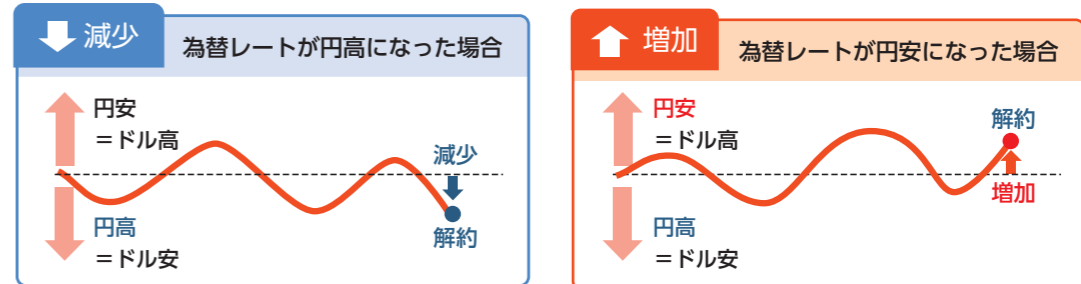 減少
為替レートが円高になった場合
円安
＝ドル高
減少
円高
＝ドル安
解約
増加
為替レートが円安になった場合
円安
＝ドル高
解約
増加
円高
＝ドル安